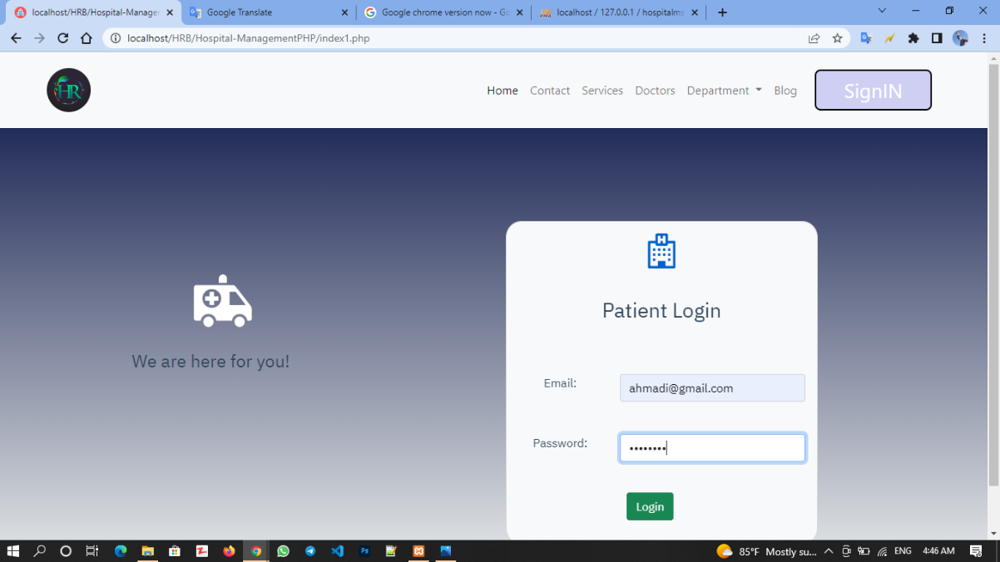 localhost/HRB/Hospital-Manager
Google Translate
Google chrome version now - Go
localhost / 127.0.0.1 / hospitalms
localhost/HRB/Hospital-ManagementPHP/index1.php
HR
Home Contact Services Doctors Department Blog SignIN
H
Patient Login
We are here for you!
Email: ahmadi@gmail.com
Password: ••••••••
Login
85°F Mostly su... ENG 4:46 AM